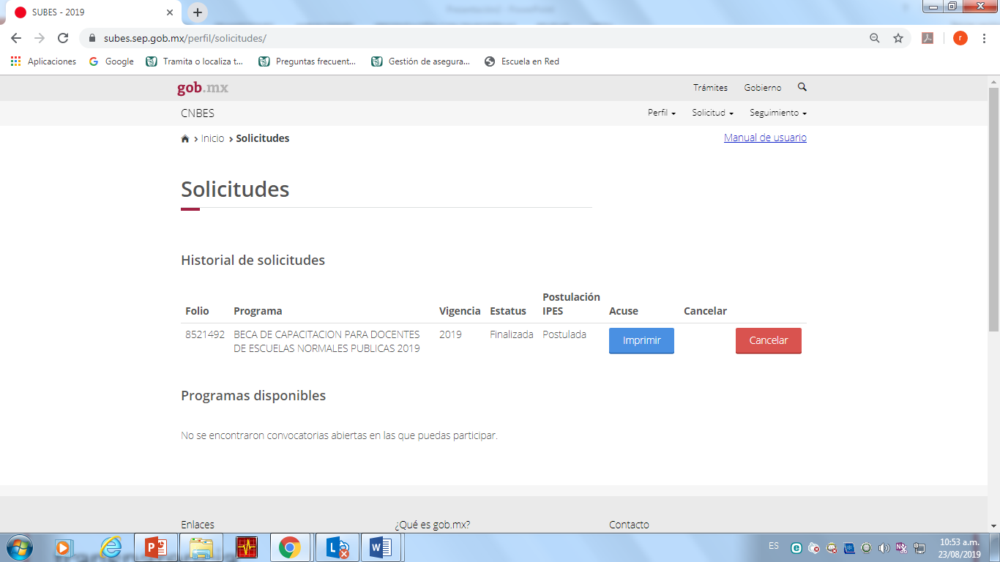 SUBES - 2019
subes.sep.gob.mx/perfil/solicitudes/
r
Aplicaciones Google Tramita o localiza t... Preguntas frecuent... Gestión de asegura... Escuela en Red
gob.mx Trámites Gobierno
CNBES Perfil Solicitud Seguimiento
Inicio Solicitudes Manual de usuario
Solicitudes
Historial de solicitudes
Folio Programa Vigencia Estatus Postulación IPES Acuse Cancelar
8521492 BECA DE CAPACITACION PARA DOCENTES 2019 Finalizada Postulada Imprimir Cancelar
DE ESCUELAS NORMALES PUBLICAS 2019
Programas disponibles
No se encontraron convocatorias abiertas en las que puedas participar.
Enlaces ¿Qué es gob.mx? Contacto
ES 10:53 a.m.
23/08/2019